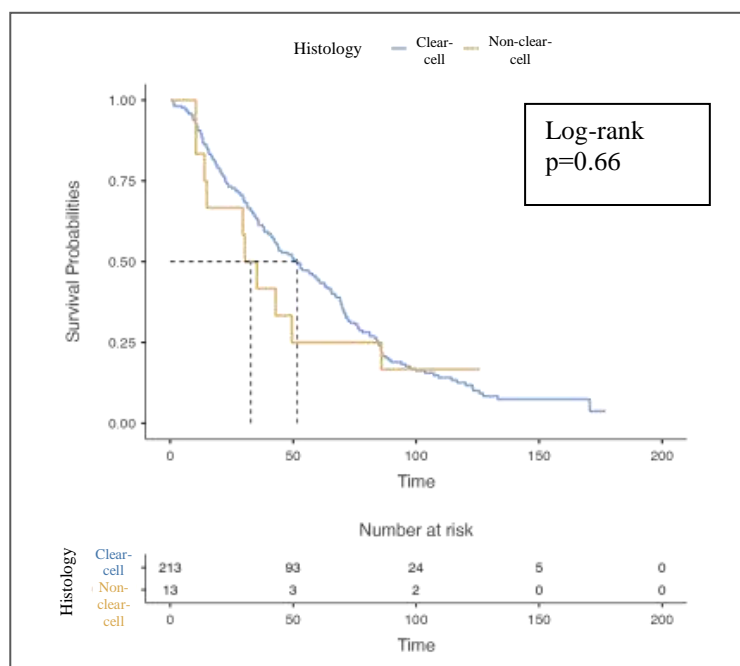 Histology Clear-cell Non-clear-cell
Log-rank
p=0.66
Survival Probabilities
1.00
0.75
0.50
0.25
0.00
0 50 100 150 200
Time
Number at risk
Histology
Clear-cell 213 93 24 5 0
Non-clear-cell 13 3 2 0 0
0 50 100 150 200
Time